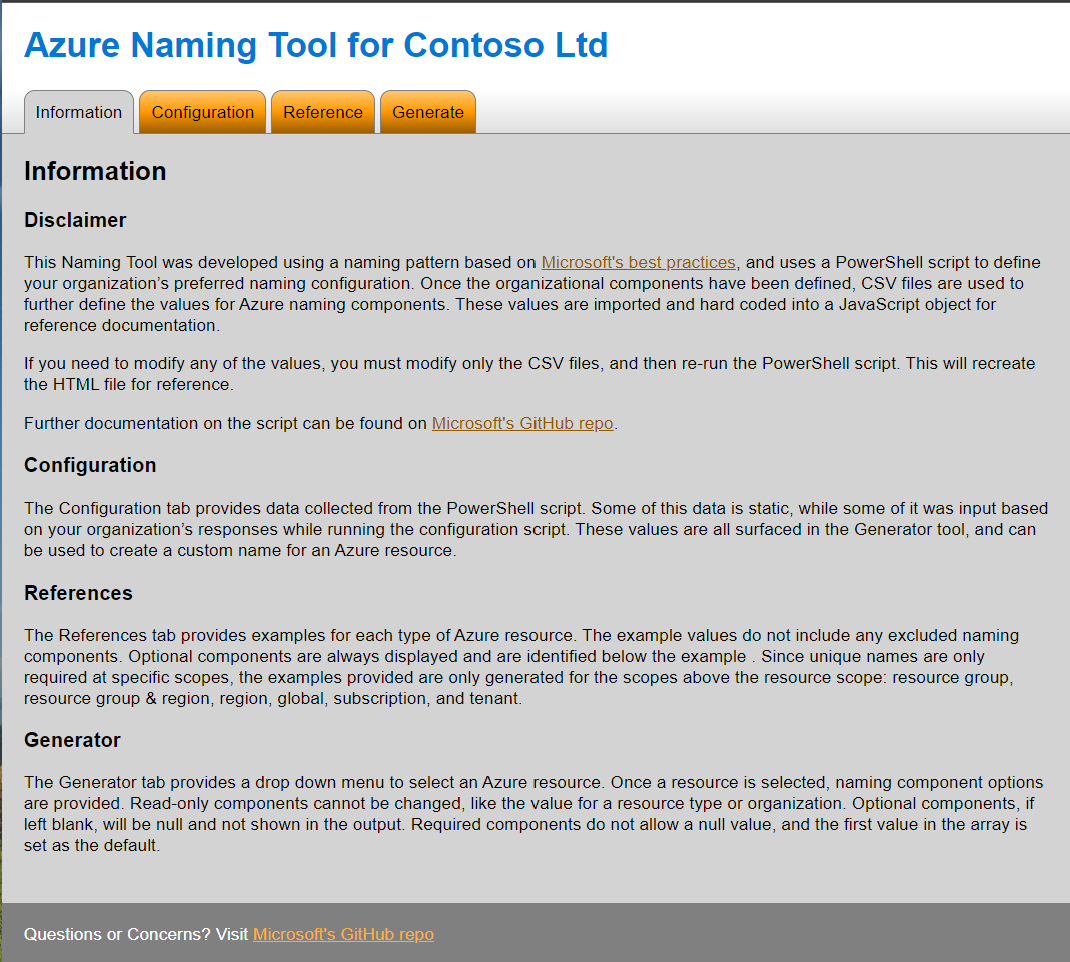 Azure Naming Tool for Contoso Ltd
Information Configuration Reference Generate
Information
Disclaimer
This Naming Tool was developed using a naming pattern based on Microsoft's best practices, and uses a PowerShell script to define
your organization’s preferred naming configuration. Once the organizational components have been defined, CSV files are used to
further define the values for Azure naming components. These values are imported and hard coded into a JavaScript object for
reference documentation.
If you need to modify any of the values, you must modify only the CSV files, and then re-run the PowerShell script. This will recreate
the HTML file for reference.
Further documentation on the script can be found on Microsoft's GitHub repo.
Configuration
The Configuration tab provides data collected from the PowerShell script. Some of this data is static, while some of it was input based
on your organization’s responses while running the configuration script. These values are all surfaced in the Generator tool, and can
be used to create a custom name for an Azure resource.
References
The References tab provides examples for each type of Azure resource. The example values do not include any excluded naming
components. Optional components are always displayed and are identified below the example . Since unique names are only
required at specific scopes, the examples provided are only generated for the scopes above the resource scope: resource group,
resource group & region, region, global, subscription, and tenant.
Generator
The Generator tab provides a drop down menu to select an Azure resource. Once a resource is selected, naming component options
are provided. Read-only components cannot be changed, like the value for a resource type or organization. Optional components, if
left blank, will be null and not shown in the output. Required components do not allow a null value, and the first value in the array is
set as the default.
Questions or Concerns? Visit Microsoft's GitHub repo